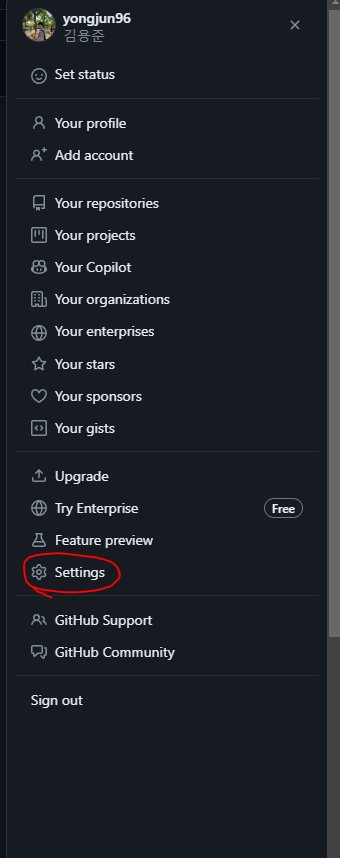 yongjun96
김용준
Set status
Your profile
Add account
Your repositories
Your projects
Your Copilot
Your organizations
Your enterprises
Your stars
Your sponsors
Your gists
Upgrade
Try Enterprise Free
Feature preview
Settings
GitHub Support
GitHub Community
Sign out